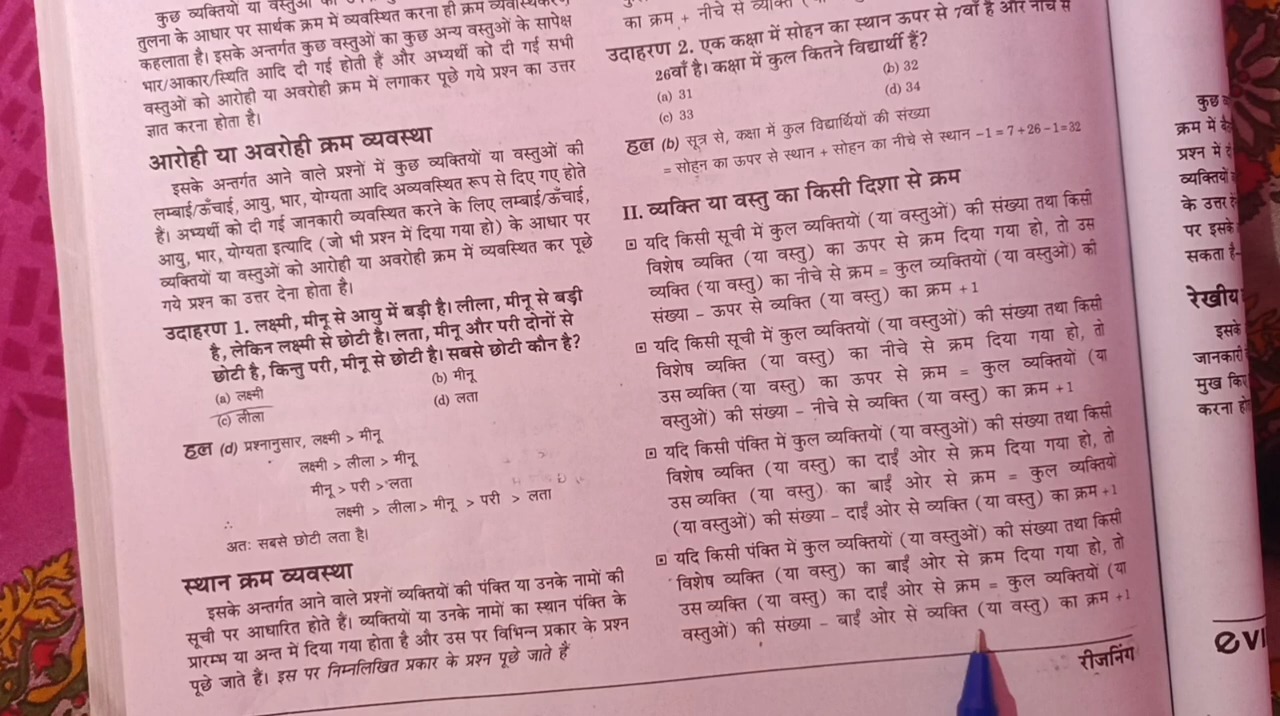 कुछ व्यक्तियों या वस्तुओं को
तुलना के आधार पर सार्थक क्रम में व्यवस्थित करना ही क्रम व्यवस्थिकरण,
कहलाता है। इसके अन्तर्गत कुछ वस्तुओं का कुछ अन्य वस्तुओं के सापेक्ष
भार/आकार/स्थिति आदि दी गई होती हैं और अभ्यर्थी को दी गई सभी
वस्तुओं को आरोही या अवरोही क्रम में लगाकर पूछे गये प्रश्न का उत्तर
ज्ञात करना होता है।
आरोही या अवरोही क्रम व्यवस्था
इसके अन्तर्गत आने वाले प्रश्नों में कुछ व्यक्तियों या वस्तुओं की
लम्बाई/ऊँचाई, आयु, भार, योग्यता आदि अव्यवस्थित रूप से दिए गए होते
हैं। अभ्यर्थी को दी गई जानकारी व्यवस्थित करने के लिए लम्बाई/ऊँचाई,
आयु, भार, योग्यता इत्यादि (जो भी प्रश्न में दिया गया हो) के आधार पर
व्यक्तियों या वस्तुओं को आरोही या अवरोही क्रम में व्यवस्थित कर पूछे
गये प्रश्न का उत्तर देना होता है।
उदाहरण 1. लक्ष्मी, मीनू से आयु में बड़ी है। लीला, मीनू से बड़ी
है, लेकिन लक्ष्मी से छोटी है। लता, मीनू और परी दोनों से
छोटी है, किन्तु परी, मीनू से छोटी है। सबसे छोटी कौन है?
(a) लक्ष्मी (b) मीनू
(c) लीला (d) लता
हल (d) प्रश्नानुसार, लक्ष्मी > मीनू
लक्ष्मी > लीला > मीनू
मीनू > परी > लता
∴ लक्ष्मी > लीला > मीनू > परी > लता
अतः सबसे छोटी लता है।
स्थान क्रम व्यवस्था
इसके अन्तर्गत आने वाले प्रश्नों व्यक्तियों की पंक्ति या उनके नामों की
सूची पर आधारित होते हैं। व्यक्तियों या उनके नामों का स्थान पंक्ति के
प्रारम्भ या अन्त में दिया गया होता है और उस पर विभिन्न प्रकार के प्रश्न
पूछे जाते हैं। इस पर निम्नलिखित प्रकार के प्रश्न पूछे जाते हैं
का क्रम + नीचे से व्यक्ति
उदाहरण 2. एक कक्षा में सोहन का स्थान ऊपर से 7वाँ है और नीचे से
26वाँ है। कक्षा में कुल कितने विद्यार्थी हैं?
(a) 31 (b) 32
(c) 33 (d) 34
हल (b) सूत्र से, कक्षा में कुल विद्यार्थियों की संख्या
= सोहन का ऊपर से स्थान + सोहन का नीचे से स्थान −1 = 7 + 26 − 1 = 32
II. व्यक्ति या वस्तु का किसी दिशा से क्रम
यदि किसी सूची में कुल व्यक्तियों (या वस्तुओं) की संख्या तथा किसी
विशेष व्यक्ति (या वस्तु) का ऊपर से क्रम दिया गया हो, तो उस
व्यक्ति (या वस्तु) का नीचे से क्रम = कुल व्यक्तियों (या वस्तुओं) की
संख्या − ऊपर से व्यक्ति (या वस्तु) का क्रम +1
यदि किसी सूची में कुल व्यक्तियों (या वस्तुओं) की संख्या तथा किसी
विशेष व्यक्ति (या वस्तु) का नीचे से क्रम दिया गया हो, तो
उस व्यक्ति (या वस्तु) का ऊपर से क्रम = कुल व्यक्तियों (या
वस्तुओं) की संख्या − नीचे से व्यक्ति (या वस्तु) का क्रम +1
यदि किसी पंक्ति में कुल व्यक्तियों (या वस्तुओं) की संख्या तथा किसी
विशेष व्यक्ति (या वस्तु) का दाईं ओर से क्रम दिया गया हो, तो
उस व्यक्ति (या वस्तु) का बाईं ओर से क्रम = कुल व्यक्तियों
(या वस्तुओं) की संख्या − दाईं ओर से व्यक्ति (या वस्तु) का क्रम +1
यदि किसी पंक्ति में कुल व्यक्तियों (या वस्तुओं) की संख्या तथा किसी
विशेष व्यक्ति (या वस्तु) का बाईं ओर से क्रम दिया गया हो, तो
उस व्यक्ति (या वस्तु) का दाईं ओर से क्रम = कुल व्यक्तियों (या
वस्तुओं) की संख्या − बाईं ओर से व्यक्ति (या वस्तु) का क्रम +1
रीजनिंग
कुछ
क्रम में
प्रश्न में
व्यक्तियों
के उत्तर
पर इसके
सकता है-
रेखीय
इसके
जानकारी
मुख
करना